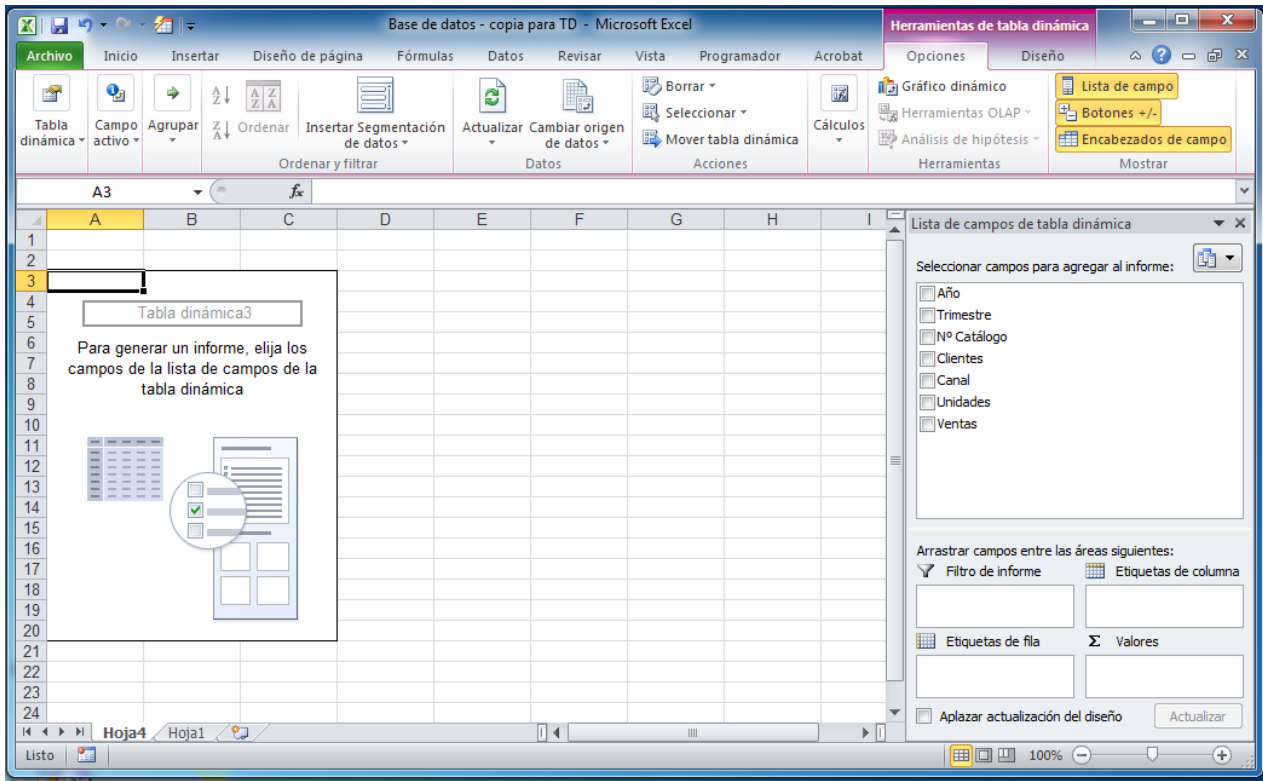 Base de datos - copia para TD - Microsoft Excel
Herramientas de tabla dinámica
Archivo Inicio Insertar Diseño de página Fórmulas Datos Revisar Vista Programador Acrobat Opciones Diseño
Tabla dinámica
Campo activo
Agrupar
Ordenar
Insertar Segmentación de datos
Ordenar y filtrar
Actualizar
Cambiar origen de datos
Datos
Borrar
Seleccionar
Mover tabla dinámica
Acciones
Cálculos
Gráfico dinámico
Herramientas OLAP
Análisis de hipótesis
Herramientas
Lista de campo
Botones +/-
Encabezados de campo
Mostrar
A3 fx
A B C D E F G H I
1
2
3
4
5
6
7
8
9
10
11
12
13
14
15
16
17
18
19
20
21
22
23
24
Tabla dinámica3
Para generar un informe, elija los
campos de la lista de campos de la
tabla dinámica
Lista de campos de tabla dinámica
Seleccionar campos para agregar al informe:
Año
Trimestre
Nº Catálogo
Clientes
Canal
Unidades
Ventas
Arrastrar campos entre las áreas siguientes:
Filtro de informe Etiquetas de columna
Etiquetas de fila Σ Valores
Aplazar actualización del diseño Actualizar
Hoja4 Hoja1
Listo 100%